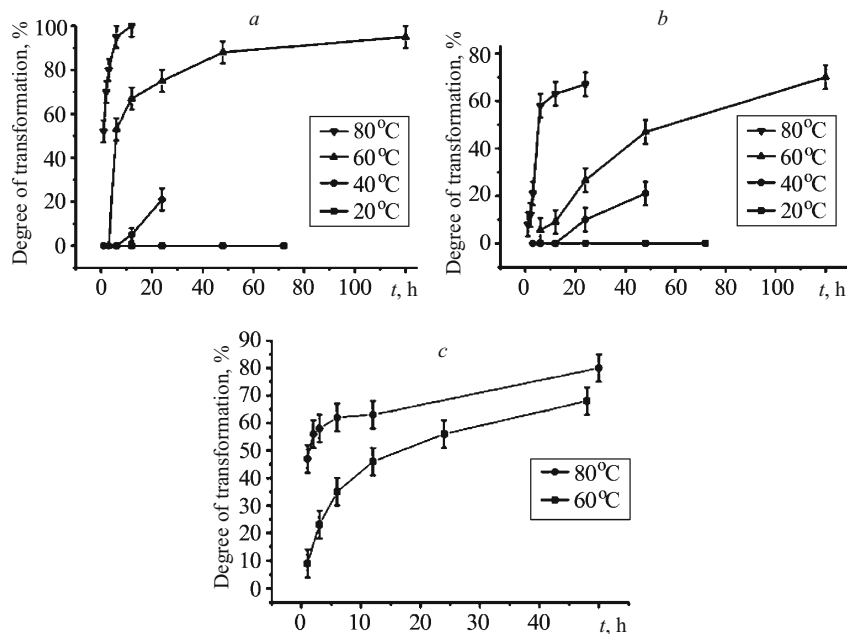 a
Degree of transformation, %
100
80
60
40
20
0
80°C
60°C
40°C
20°C
0 20 40 60 80 100 t, h
b
Degree of transformation, %
80
60
40
20
0
80°C
60°C
40°C
20°C
0 20 40 60 80 100 t, h
c
Degree of transformation, %
90
80
70
60
50
40
30
20
10
0
80°C
60°C
0 10 20 30 40 t, h